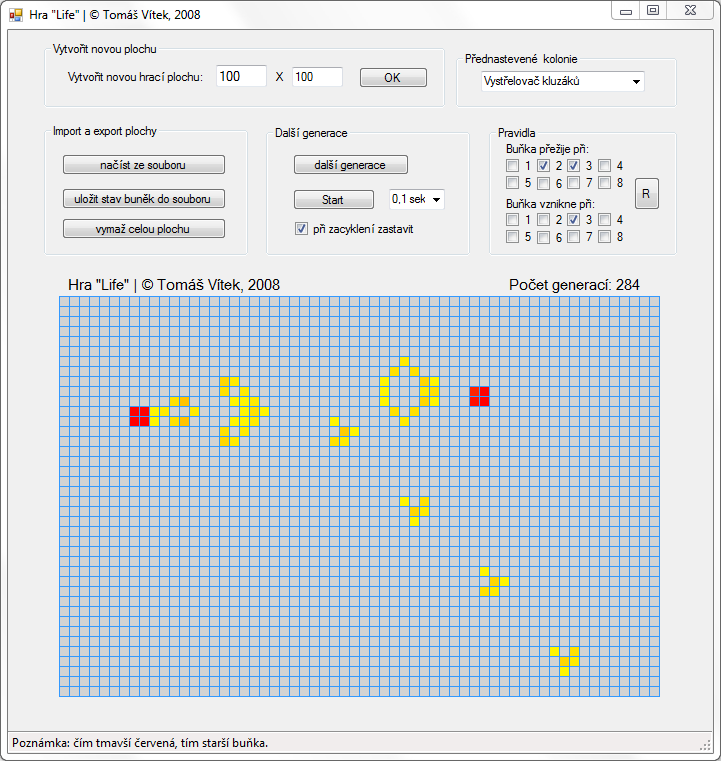 Hra "Life" | © Tomáš Vítek, 2008
Vytvořit novou plochu
Vytvořit novou hrací plochu: 100 X 100 OK
Přednastevené kolonie
Vystřelovač kluzáků
Import a export plochy
načíst ze souboru
uložit stav buněk do souboru
vymaž celou plochu
Další generace
další generace
Start 0,1 sek
při zacyklení zastavit
Pravidla
Buňka přežije při:
1 2 3 4
5 6 7 8
R
Buňka vznikne při:
1 2 3 4
5 6 7 8
Hra "Life" | © Tomáš Vítek, 2008 Počet generací: 284
Poznámka: čím tmavší červená, tím starší buňka.